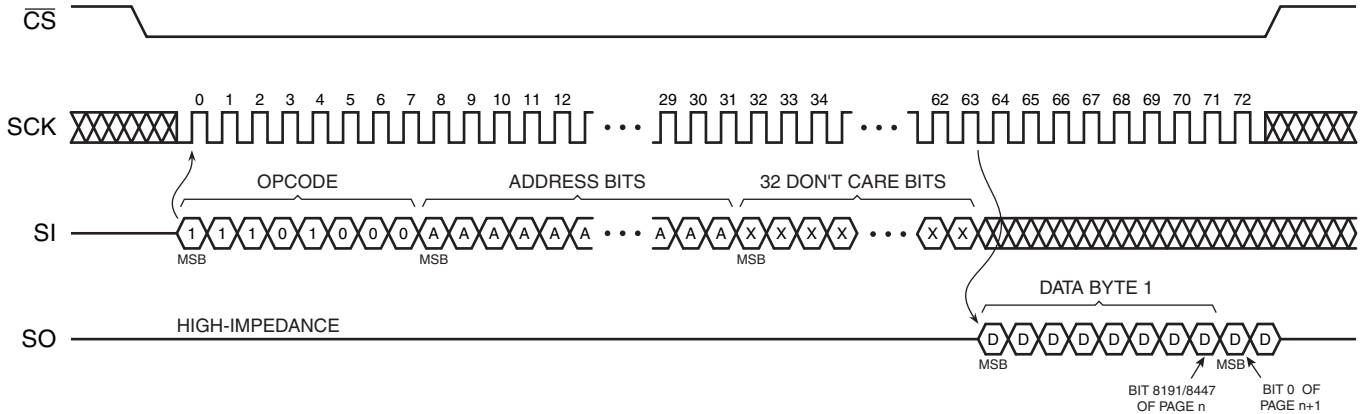 CS
SCK 0 1 2 3 4 5 6 7 8 9 10 11 12 • • • 29 30 31 32 33 34 • • • 62 63 64 65 66 67 68 69 70 71 72
OPCODE ADDRESS BITS 32 DON'T CARE BITS
SI 1 1 1 0 1 0 0 0 A A A A A A • • • A A A X X X X • • • X X
MSB MSB MSB
DATA BYTE 1
HIGH-IMPEDANCE
SO D D D D D D D D D D
MSB MSB
BIT 8191/8447
OF PAGE n
BIT 0 OF
PAGE n+1